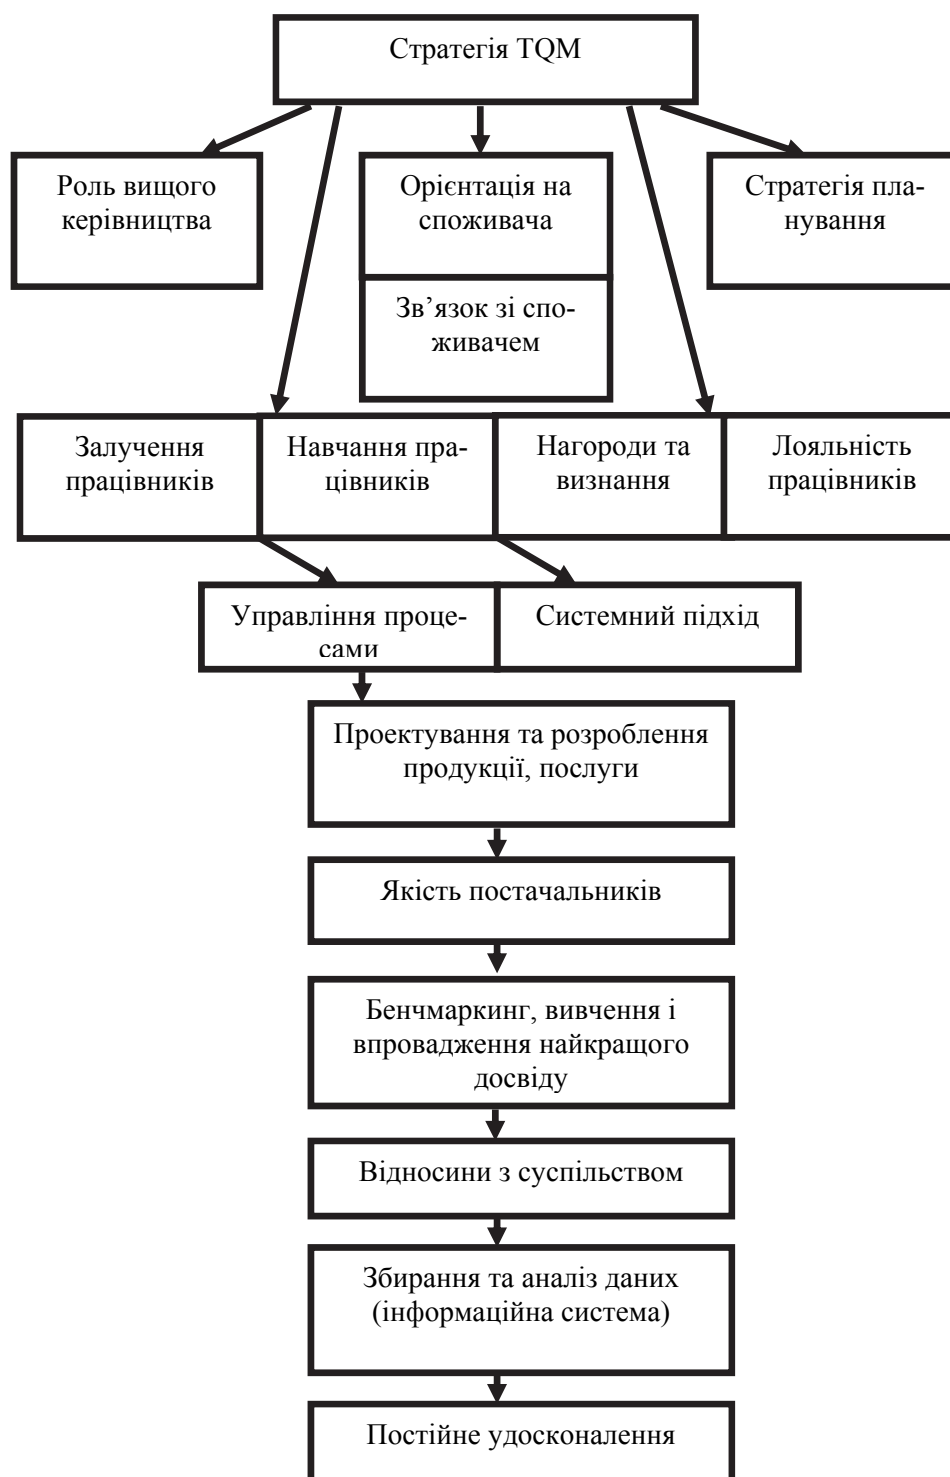 Стратегія TQM
Роль вищого
керівництва
Орієнтація на
споживача
Стратегія пла-
нування
Зв’язок зі спо-
живачем
Залучення
працівників
Навчання пра-
цівників
Нагороди та
визнання
Лояльність
працівників
Управління проце-
сами
Системний підхід
Проектування та розроблення
продукції, послуги
Якість постачальників
Бенчмаркинг, вивчення і
впровадження найкращого
досвіду
Відносини з суспільством
Збирання та аналіз даних
(інформаційна система)
Постійне удосконалення